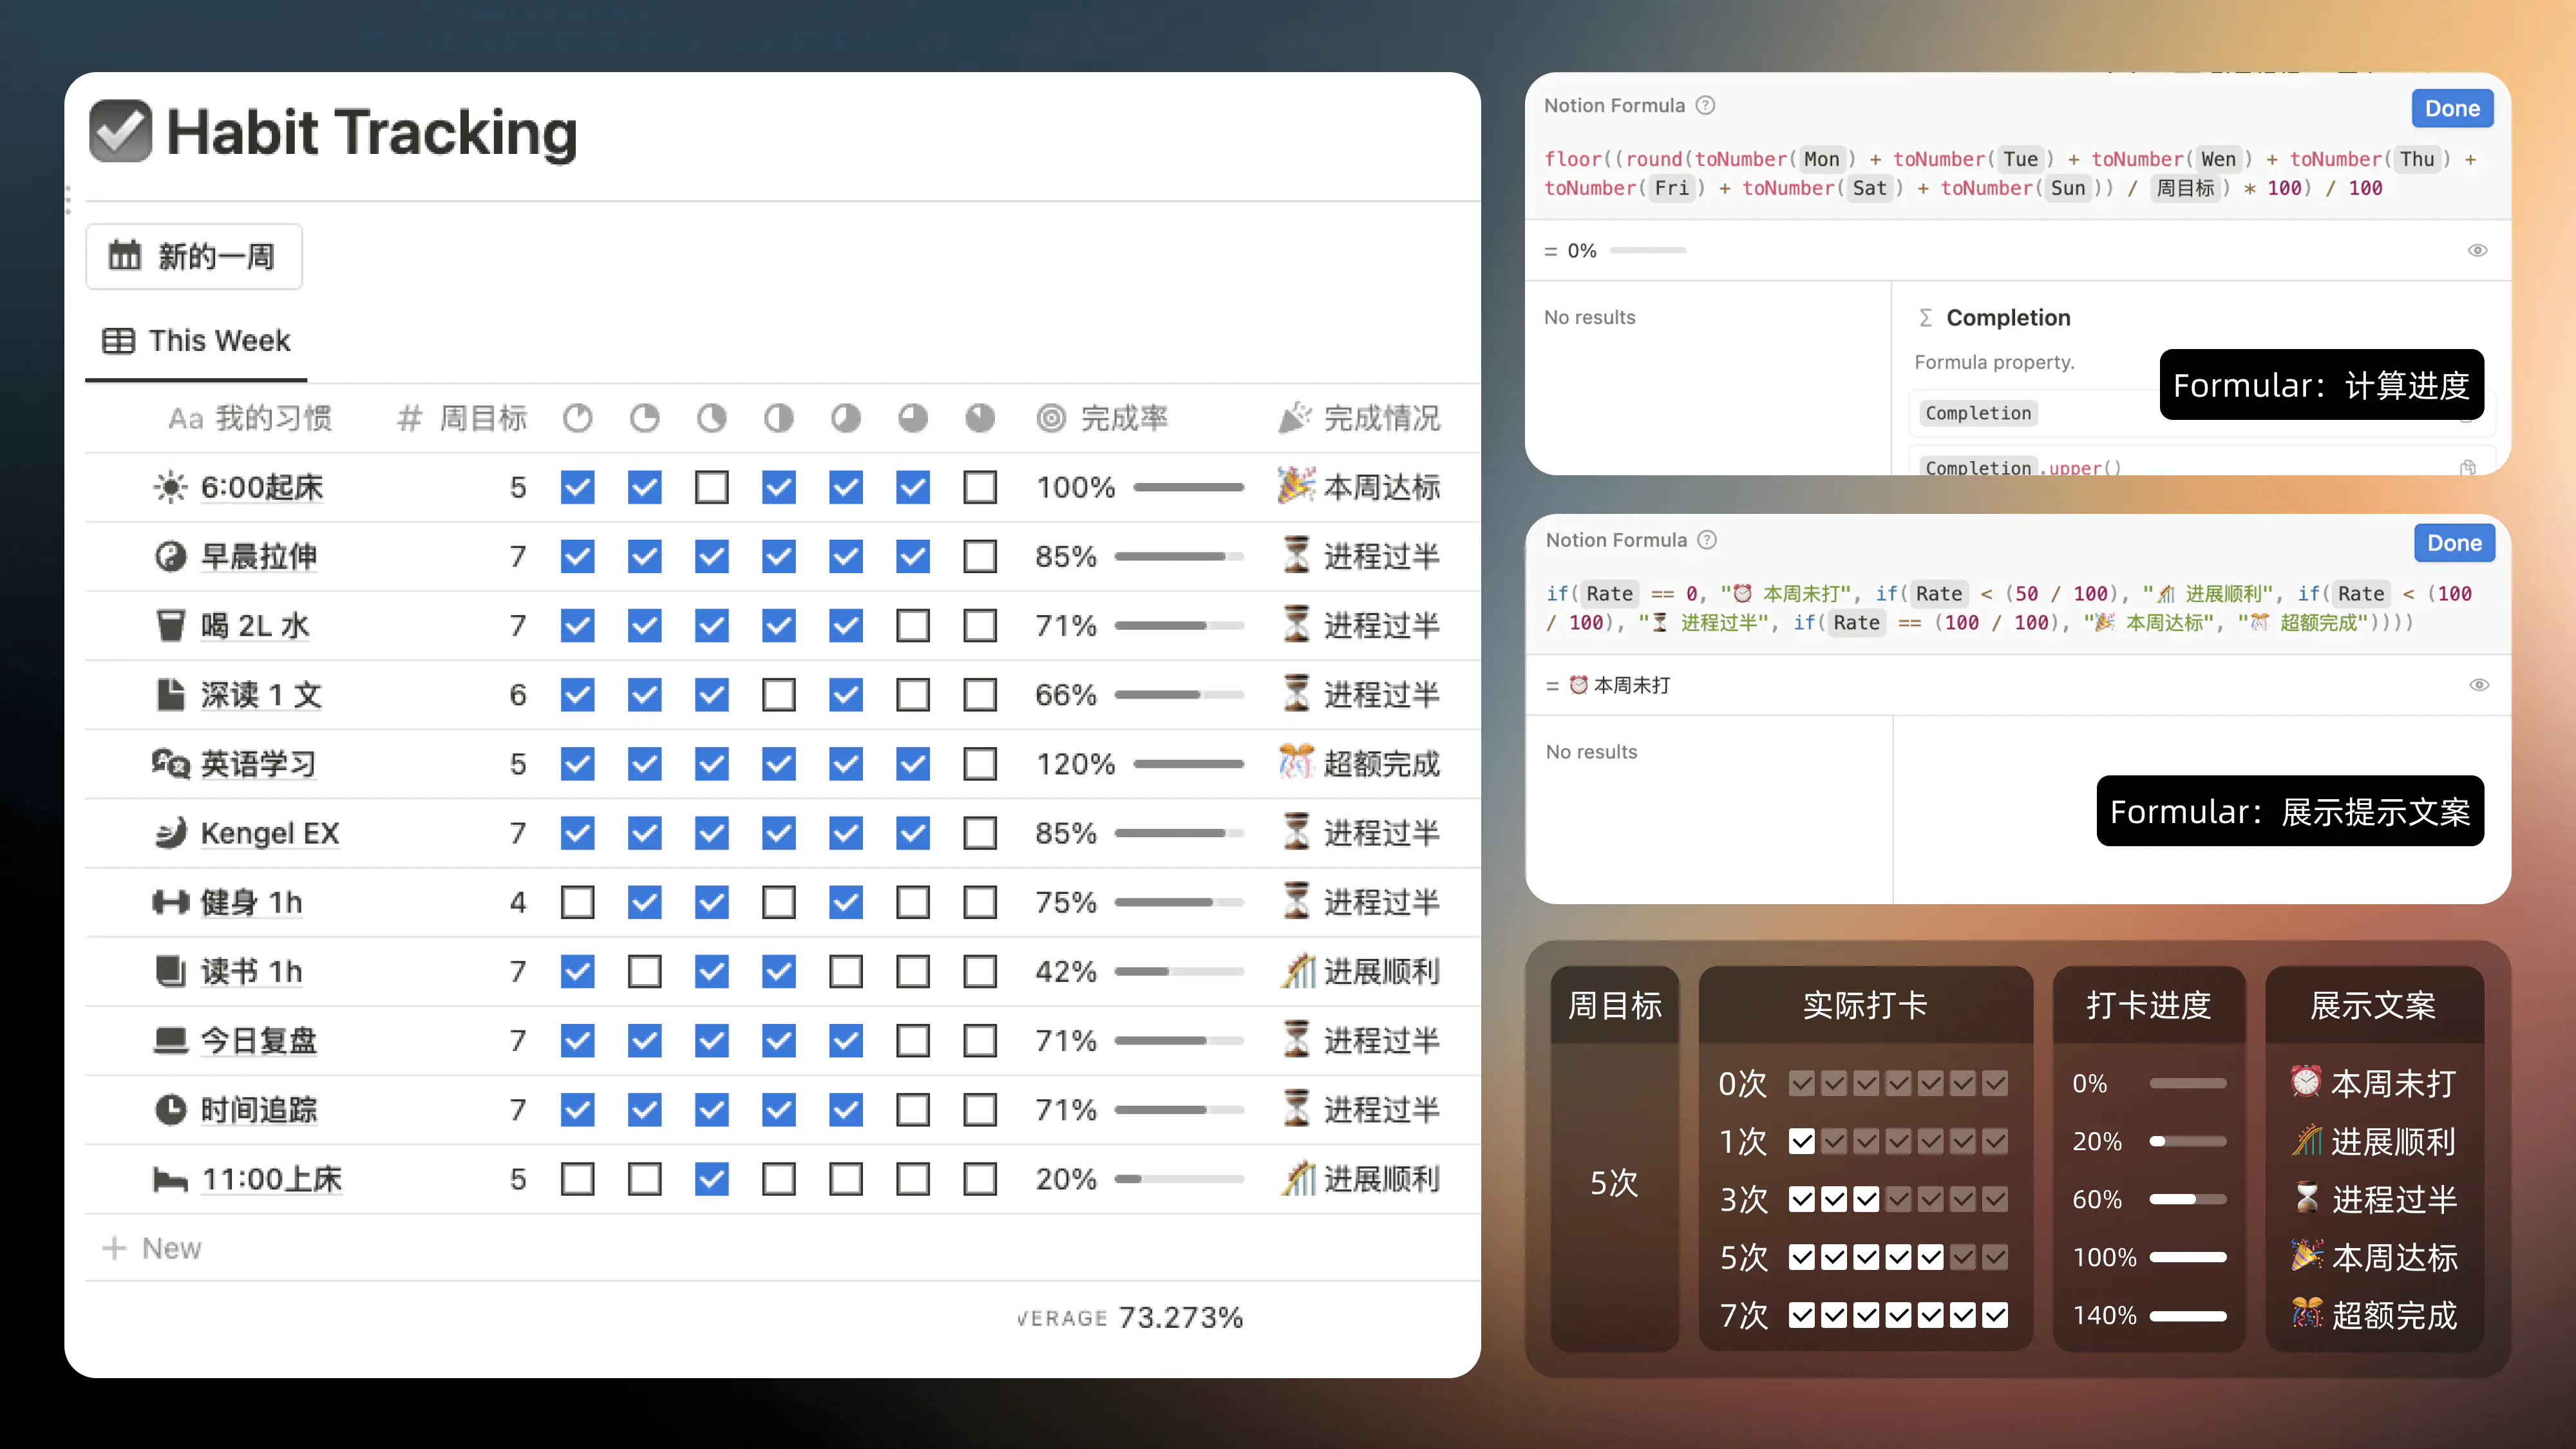 Habit Tracking
新的一周
This Week
Aa 我的习惯 # 周目标 完成率 完成情况
6:00起床 5 100% 本周达标
早晨拉伸 7 85% 进程过半
喝 2L 水 7 71% 进程过半
深读 1 文 6 66% 进程过半
英语学习 5 120% 超额完成
Kengel EX 7 85% 进程过半
健身 1h 4 75% 进程过半
读书 1h 7 42% 进展顺利
今日复盘 7 71% 进程过半
时间追踪 7 71% 进程过半
11:00上床 5 20% 进展顺利
+ New
VERAGE 73.273%
Notion Formula ?
Done
floor((round(toNumber( Mon ) + toNumber( Tue ) + toNumber( Wen ) + toNumber( Thu ) +
toNumber( Fri ) + toNumber( Sat ) + toNumber( Sun )) / 周目标 ) * 100) / 100
= 0%
No results
Σ Completion
Formula property.
Formular：计算进度
Completion
Completion .upper()
Notion Formula ?
Done
if( Rate == 0, "⏰ 本周未打", if( Rate < (50 / 100), "🎢 进展顺利", if( Rate < (100
/ 100), "⏳ 进程过半", if( Rate == (100 / 100), "🎉 本周达标", "🎊 超额完成"))))
= ⏰ 本周未打
No results
Formular：展示提示文案
周目标 实际打卡 打卡进度 展示文案
0次 0% 本周未打
1次 20% 进展顺利
5次
3次 60% 进程过半
5次 100% 本周达标
7次 140% 超额完成